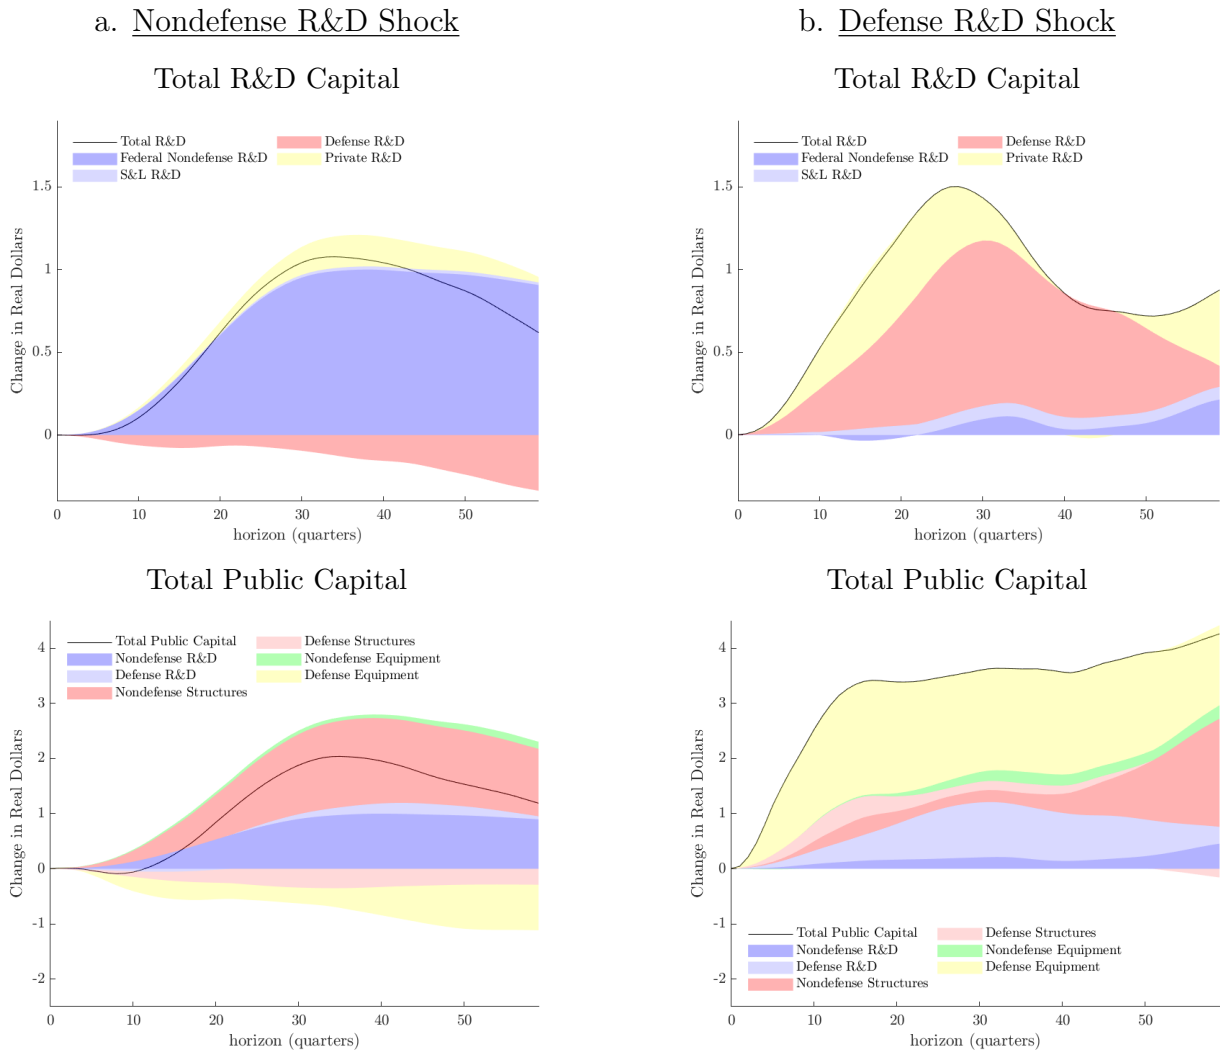 a. Nondefense R&D Shock
Total R&D Capital
Total R&D
Federal Nondefense R&D
S&L R&D
Defense R&D
Private R&D
Change in Real Dollars
1.5
1
0.5
0
0 10 20 30 40 50
horizon (quarters)
b. Defense R&D Shock
Total R&D Capital
Total R&D
Federal Nondefense R&D
S&L R&D
Defense R&D
Private R&D
Change in Real Dollars
1.5
1
0.5
0
0 10 20 30 40 50
horizon (quarters)
Total Public Capital
Total Public Capital
Nondefense R&D
Defense R&D
Nondefense Structures
Defense Structures
Nondefense Equipment
Defense Equipment
Change in Real Dollars
4
3
2
1
0
-1
-2
0 10 20 30 40 50
horizon (quarters)
Total Public Capital
Change in Real Dollars
4
3
2
1
0
-1
-2
Total Public Capital
Nondefense R&D
Defense R&D
Nondefense Structures
Defense Structures
Nondefense Equipment
Defense Equipment
0 10 20 30 40 50
horizon (quarters)